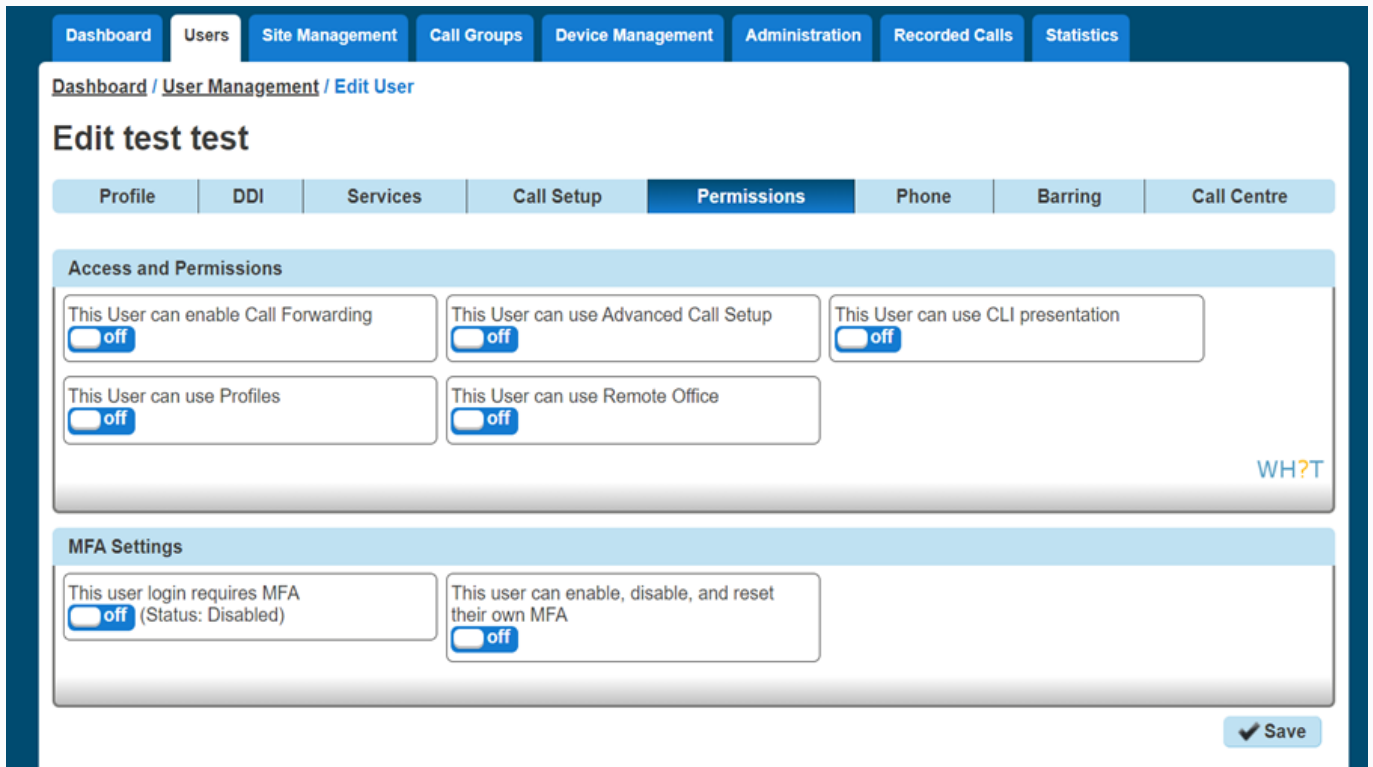 Dashboard Users Site Management Call Groups Device Management Administration Recorded Calls Statistics
Dashboard / User Management / Edit User
Edit test test
Profile DDI Services Call Setup Permissions Phone Barring Call Centre
Access and Permissions
This User can enable Call Forwarding
off
This User can use Advanced Call Setup
off
This User can use CLI presentation
off
This User can use Profiles
off
This User can use Remote Office
off
WH?T
MFA Settings
This user login requires MFA
off (Status: Disabled)
This user can enable, disable, and reset
their own MFA
off
Save